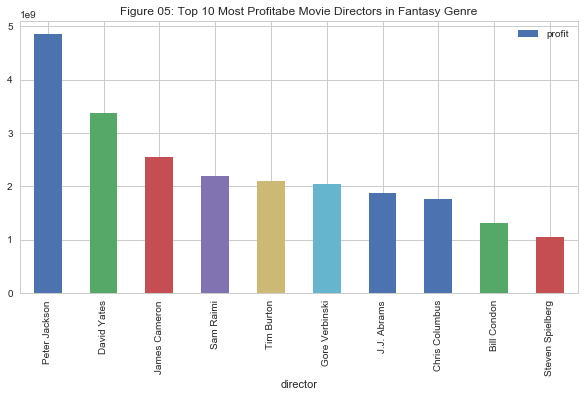 Figure 05: Top 10 Most Profitabe Movie Directors in Fantasy Genre
1e9
profit
5
4
3
2
1
0
Peter Jackson
David Yates
James Cameron
Sam Raimi
Tim Burton
Gore Verbinski
J.J. Abrams
Chris Columbus
Bill Condon
Steven Spielberg
director